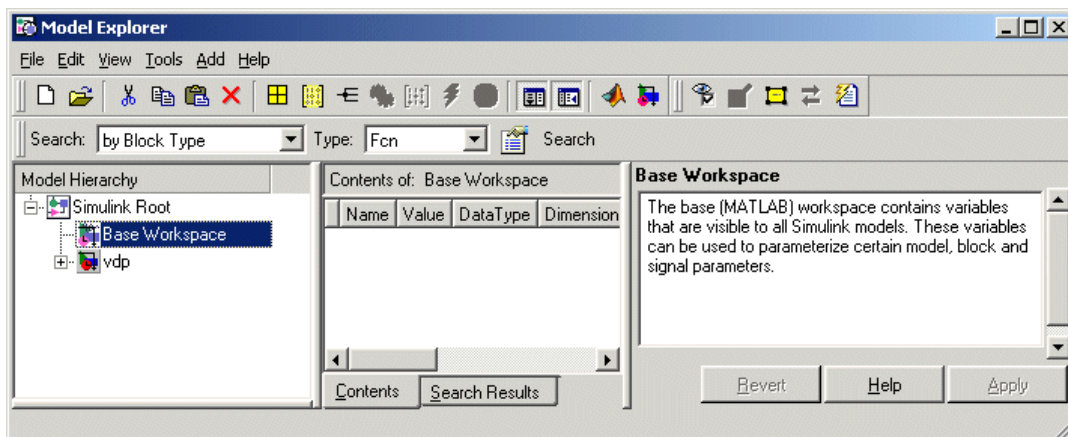 Model Explorer
File Edit View Tools Add Help
Search: by Block Type Type: Fcn Search
Model Hierarchy
Simulink Root
Base Workspace
vdp
Contents of: Base Workspace
Name Value DataType Dimension
Contents Search Results
Base Workspace
The base (MATLAB) workspace contains variables
that are visible to all Simulink models. These variables
can be used to parameterize certain model, block and
signal parameters.
Revert Help Apply